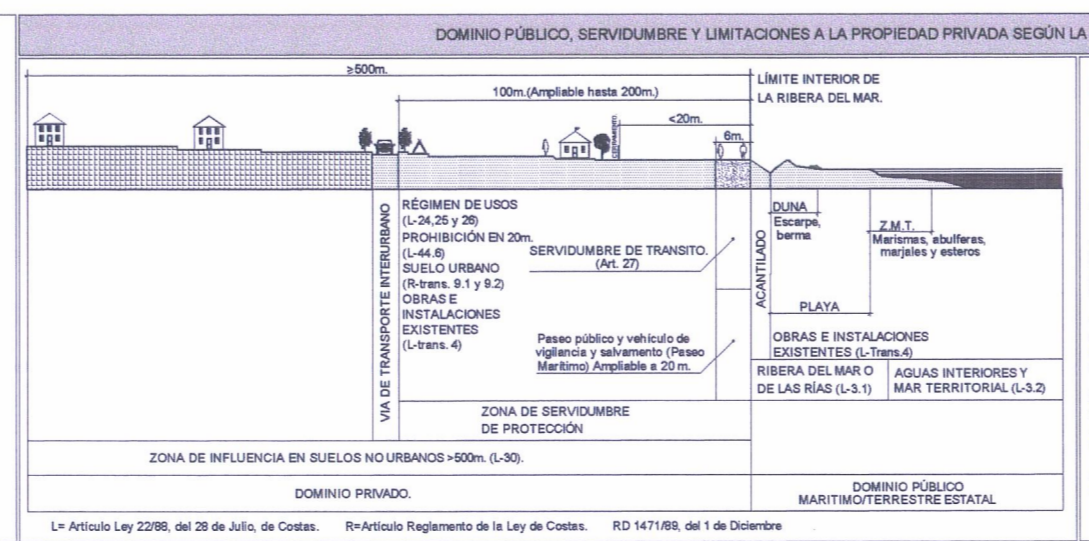 DOMINIO PÚBLICO, SERVIDUMBRE Y LIMITACIONES A LA PROPIEDAD PRIVADA SEGÚN LA
≥500m.
100m.(Ampliable hasta 200m.)
<20m.
6m.
LÍMITE INTERIOR DE
LA RIBERA DEL MAR.
CERRAMIENTO.
VIA DE TRANSPORTE INTERURBANO
RÉGIMEN DE USOS
(L-24,25 y 26)
PROHIBICIÓN EN 20m.
(L-44.6)
SUELO URBANO
(R-trans. 9.1 y 9.2)
OBRAS E
INSTALACIONES
EXISTENTES
(L-trans. 4)
SERVIDUMBRE DE TRANSITO.
(Art. 27)
Paseo público y vehículo de
vigilancia y salvamento (Paseo
Marítimo) Ampliable a 20 m.
ACANTILADO
DUNA
Escarpe,
berma
Z.M.T.
Marismas, abulferas,
marjales y esteros
PLAYA
OBRAS E INSTALACIONES
EXISTENTES (L-Trans.4)
RIBERA DEL MAR O
DE LAS RÍAS (L-3.1)
AGUAS INTERIORES Y
MAR TERRITORIAL (L-3.2)
ZONA DE SERVIDUMBRE
DE PROTECCIÓN
ZONA DE INFLUENCIA EN SUELOS NO URBANOS >500m. (L-30).
DOMINIO PRIVADO.
DOMINIO PÚBLICO
MARITIMO/TERRESTRE ESTATAL
L= Artículo Ley 22/88, del 28 de Julio, de Costas. R=Artículo Reglamento de la Ley de Costas. RD 1471/89, del 1 de Diciembre